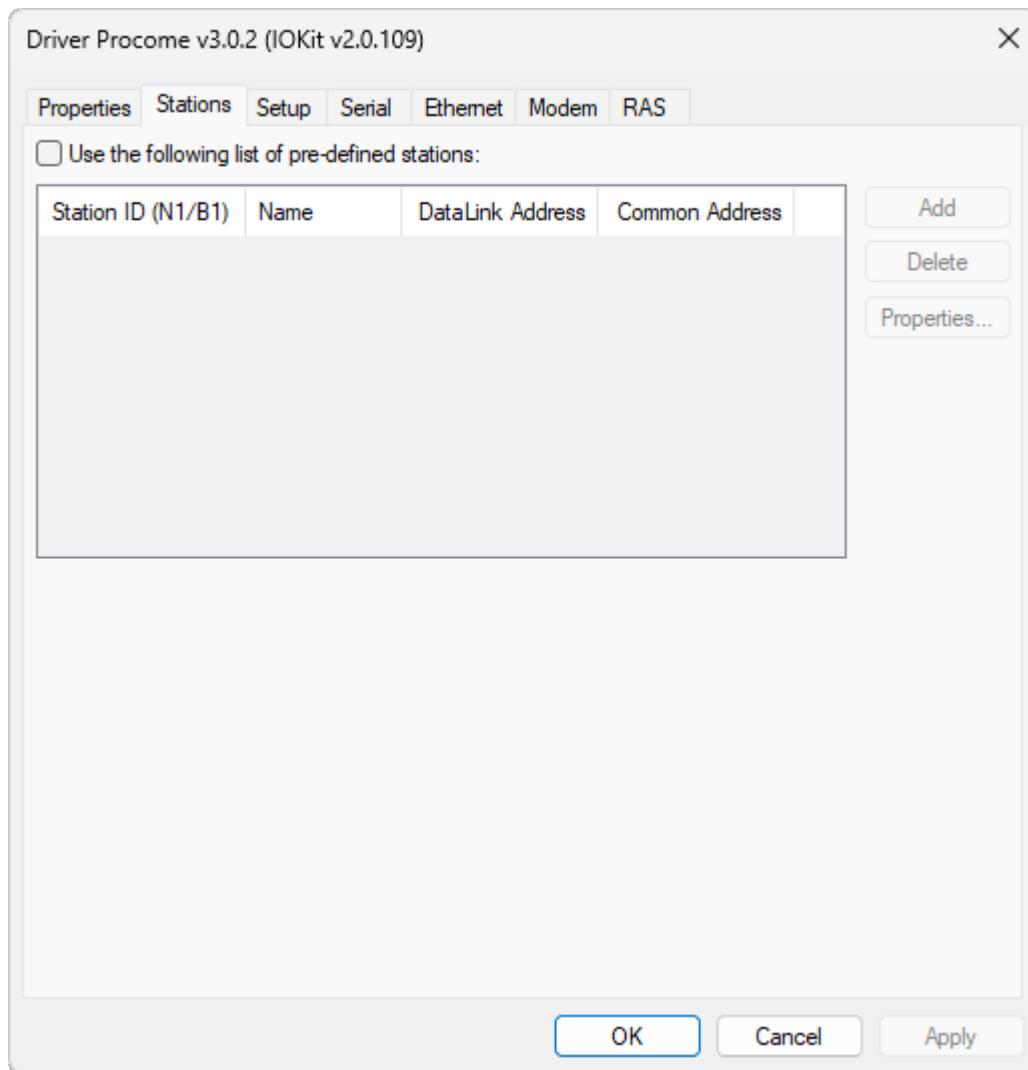 Driver Procome v3.0.2 (IOKit v2.0.109)
Properties Stations Setup Serial Ethernet Modem RAS
Use the following list of pre-defined stations:
Station ID (N1/B1) Name DataLink Address Common Address
Add
Delete
Properties...
OK Cancel Apply